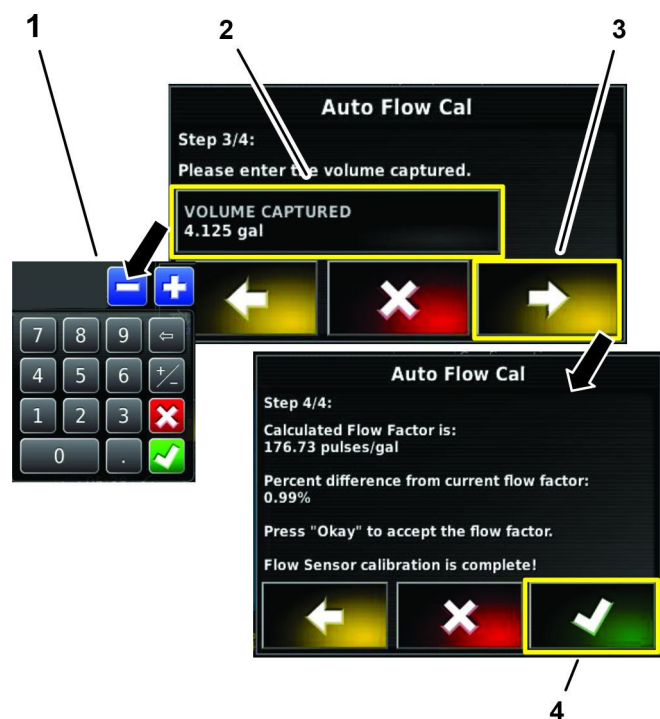 1
2
3
Auto Flow Cal
Step 3/4:
Please enter the volume captured.
VOLUME CAPTURED
4.125 gal
7 8 9
4 5 6 +/-
1 2 3
0 .
Auto Flow Cal
Step 4/4:
Calculated Flow Factor is:
176.73 pulses/gal
Percent difference from current flow factor:
0.99%
Press "Okay" to accept the flow factor.
Flow Sensor calibration is complete!
4